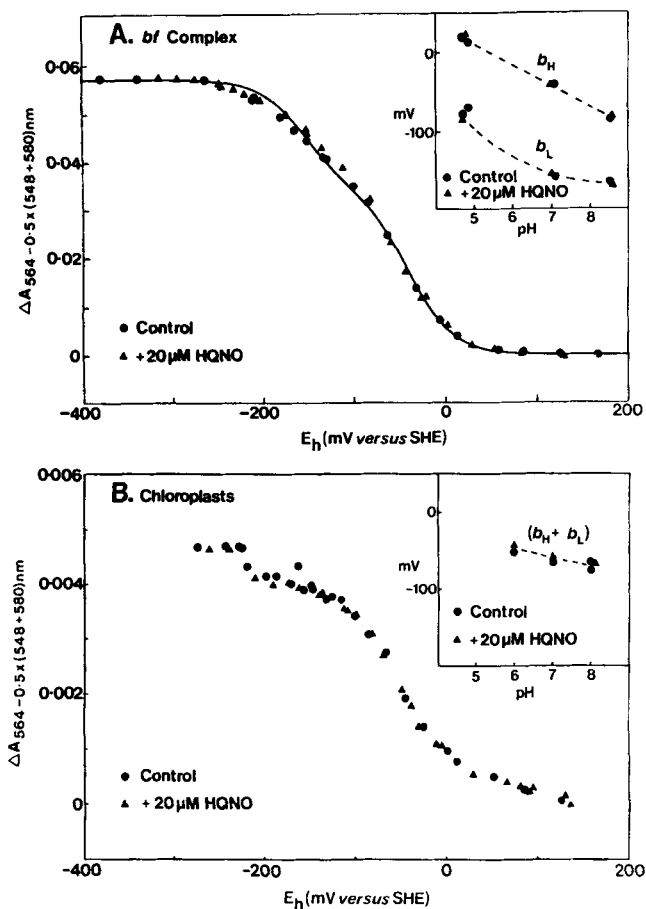 A. bf Complex
0·06
0·04
0·02
0
ΔA564-0·5x(548+580)nm
● Control
▲ +20μM HQNO
-400
-200
0
200
Eh(mV versus SHE)
0
mV
-100
bH
bL
● Control
▲ +20μM HQNO
5
6
7
8
pH
B. Chloroplasts
0·006
0·004
0·002
0
ΔA564-0·5x(548+580)nm
● Control
▲ +20μM HQNO
-400
-200
0
200
Eh(mV versus SHE)
0
mV
-100
(bH+ bL)
● Control
▲ +20μM HQNO
5
6
7
8
pH